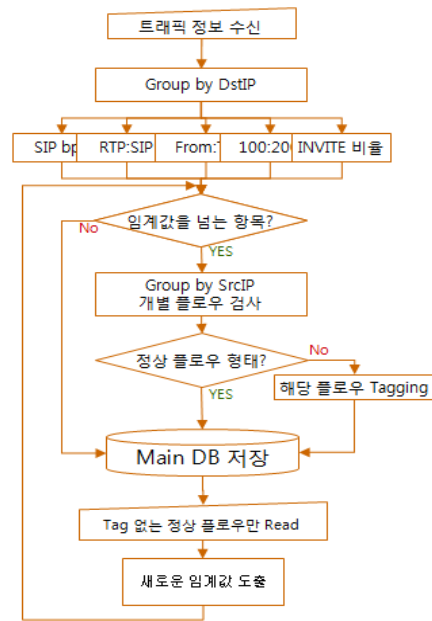 트래픽 정보 수신
Group by DstIP
SIP bp
RTP:SIP
From:T
100:200
INVITE 비율
임계값을 넘는 항목?
No
YES
Group by SrcIP
개별 플로우 검사
정상 플로우 형태?
No
YES
해당 플로우 Tagging
Main DB 저장
Tag 없는 정상 플로우만 Read
새로운 임계값 도출